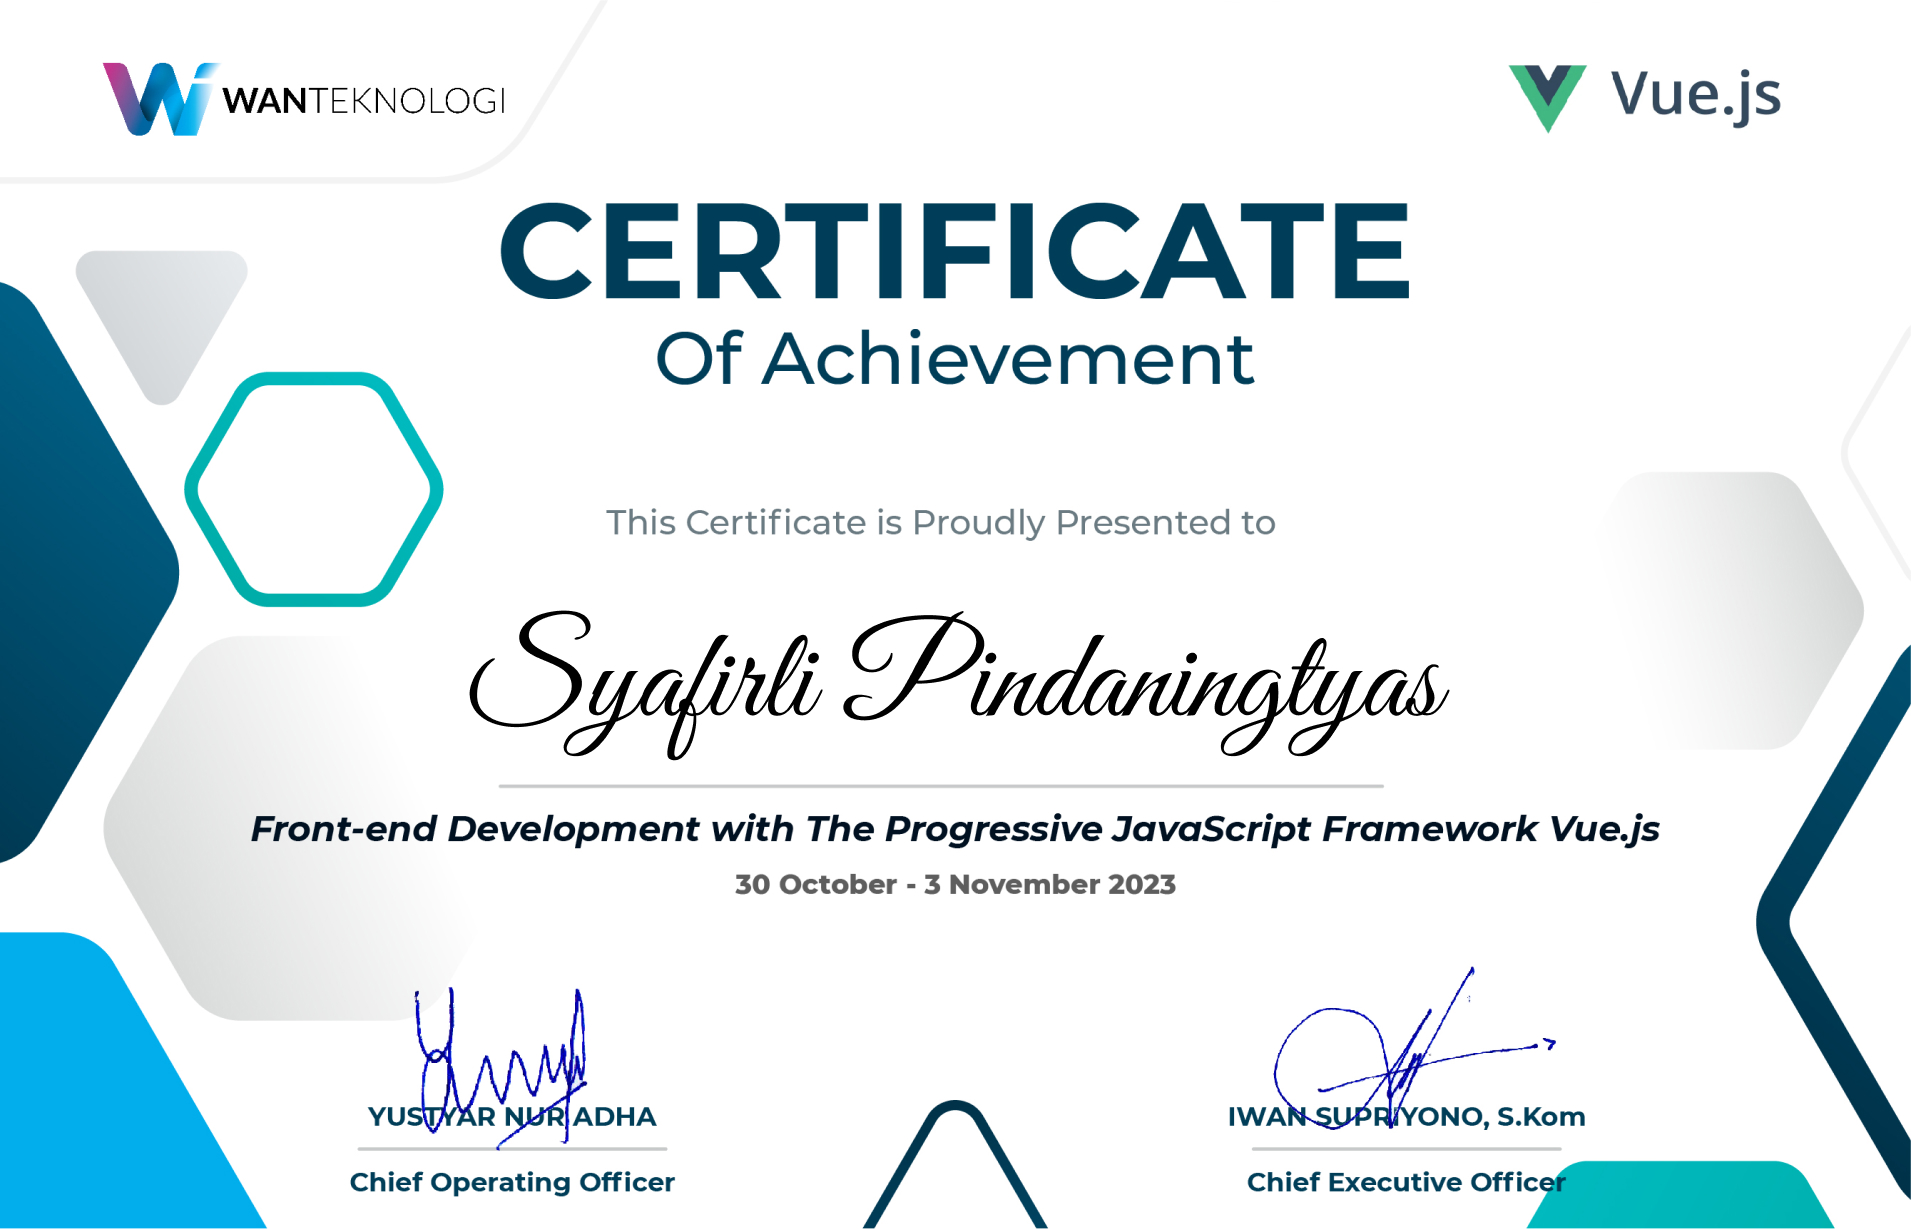 WANTEKNOLOGI
Vue.js
CERTIFICATE
Of Achievement
This Certificate is Proudly Presented to
Syafirli Pindaningtyas
Front-end Development with The Progressive JavaScript Framework Vue.js
30 October - 3 November 2023
YUSTYAR NUR ADHA
Chief Operating Officer
IWAN SUPRIYONO, S.Kom
Chief Executive Officer